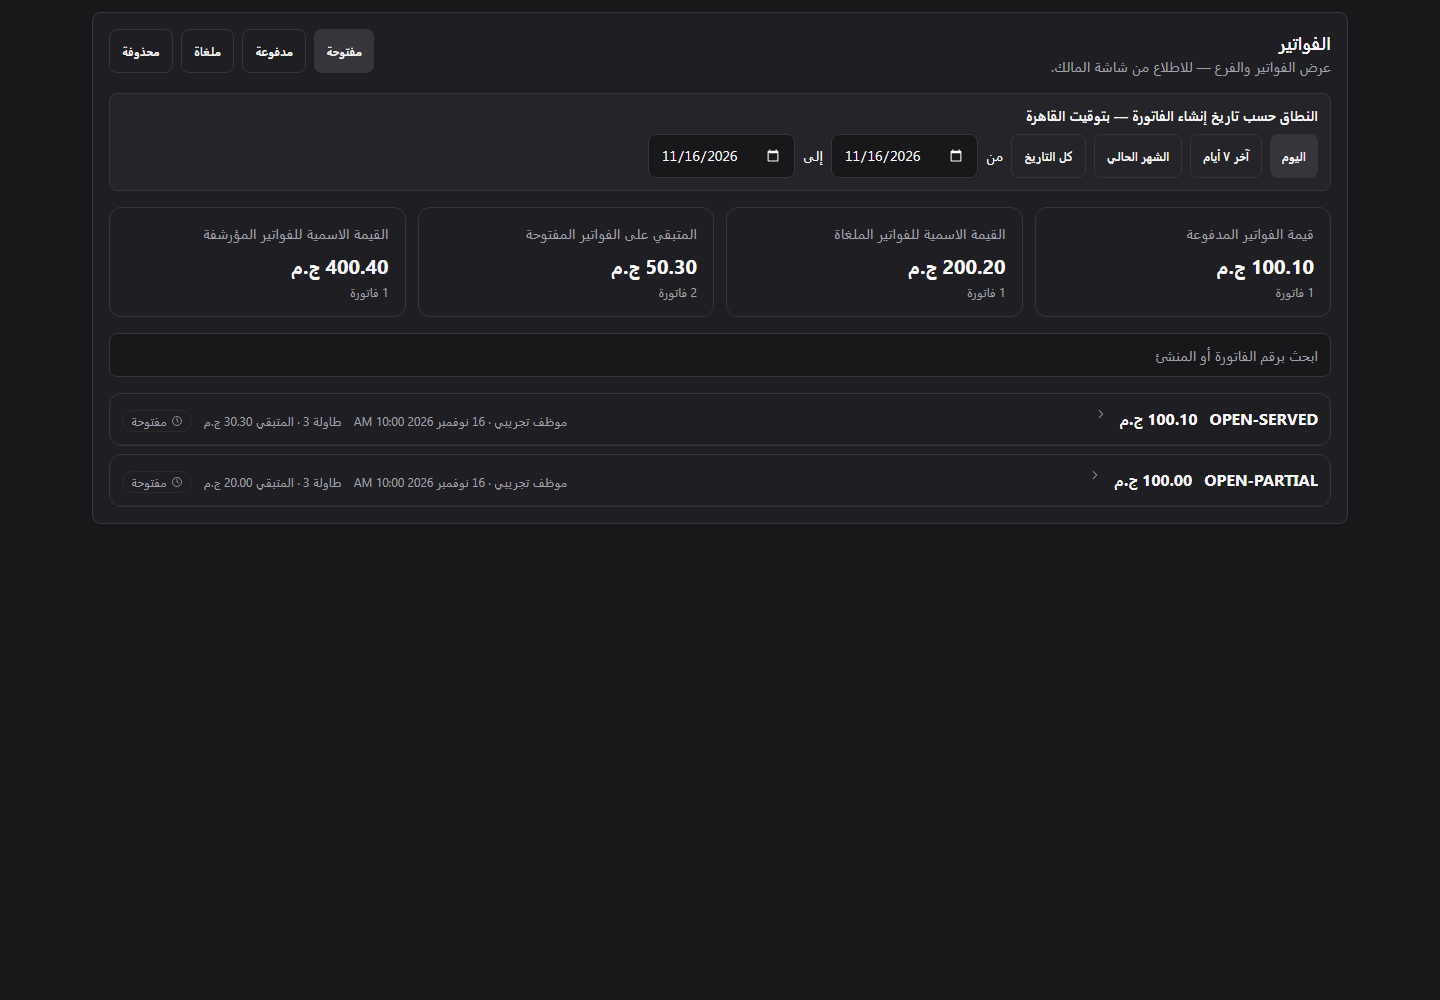 الفواتير
عرض الفواتير والفرع — للاطلاع من شاشة المالك.
مفتوحة
مدفوعة
ملغاة
محذوفة
النطاق حسب تاريخ إنشاء الفاتورة — بتوقيت القاهرة
اليوم
آخر ٧ أيام
الشهر الحالي
كل التاريخ
من
11/16/2026
إلى
11/16/2026
قيمة الفواتير المدفوعة
100.10 ج.م
1 فاتورة
القيمة الاسمية للفواتير الملغاة
200.20 ج.م
1 فاتورة
المتبقي على الفواتير المفتوحة
50.30 ج.م
2 فاتورة
القيمة الاسمية للفواتير المؤرشفة
400.40 ج.م
1 فاتورة
ابحث برقم الفاتورة أو المنشئ
OPEN-SERVED
100.10 ج.م
موظف تجريبي · 16 نوفمبر 2026 10:00 AM
طاولة 3 · المتبقي 30.30 ج.م
مفتوحة
OPEN-PARTIAL
100.00 ج.م
موظف تجريبي · 16 نوفمبر 2026 10:00 AM
طاولة 3 · المتبقي 20.00 ج.م
مفتوحة